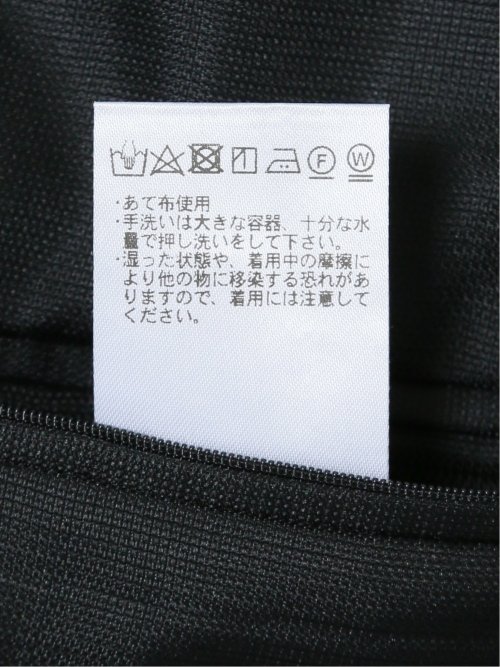 F W
・あて布使用
・手洗いは大きな容器、十分な水
量で押し洗いをして下さい。
・湿った状態や、着用中の摩擦に
より他の物に移染する恐れがあ
りますので、着用には注意して
ください。